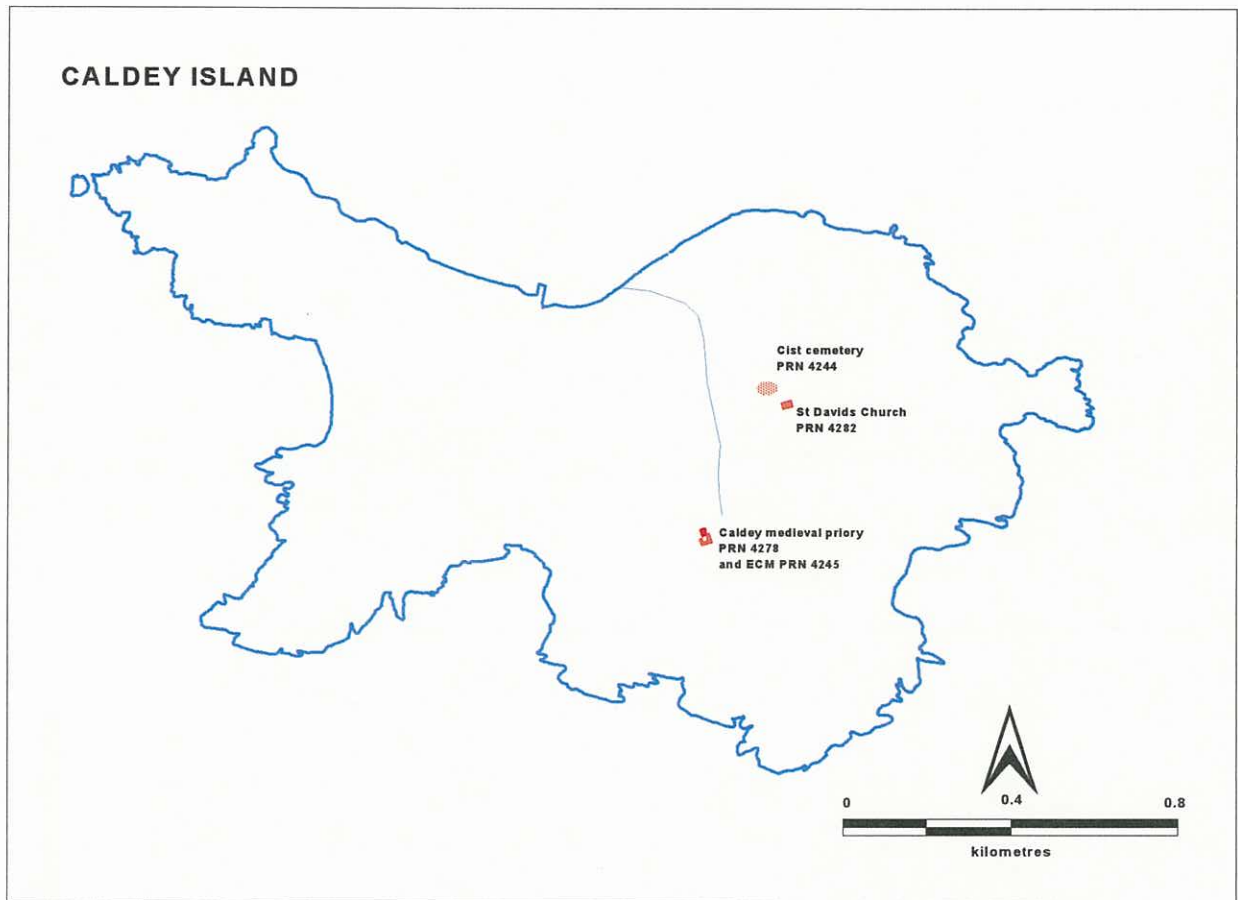 CALDEY ISLAND
Cist cemetery
PRN 4244
St Davids Church
PRN 4282
Caldey medieval priory
PRN 4278
and ECM PRN 4245
0
0.4
0.8
kilometres